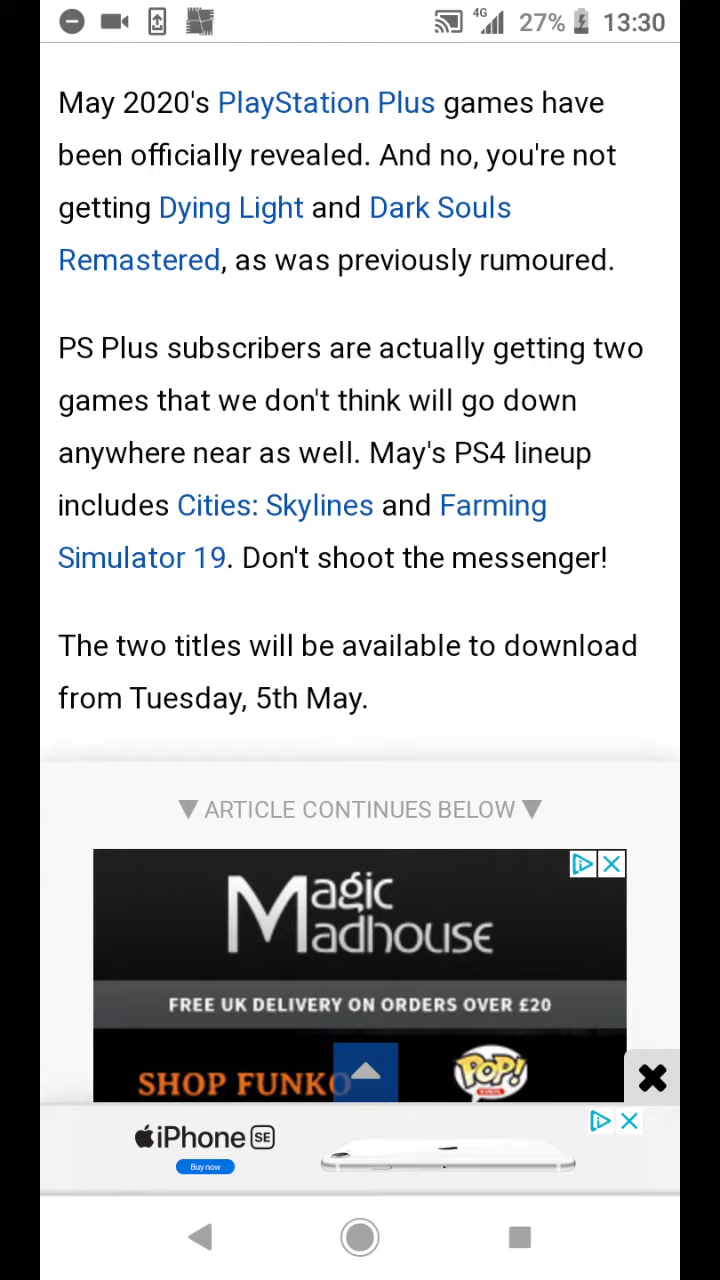 4G 27% 13:30
May 2020's PlayStation Plus games have
been officially revealed. And no, you're not
getting Dying Light and Dark Souls
Remastered, as was previously rumoured.
PS Plus subscribers are actually getting two
games that we don't think will go down
anywhere near as well. May's PS4 lineup
includes Cities: Skylines and Farming
Simulator 19. Don't shoot the messenger!
The two titles will be available to download
from Tuesday, 5th May.
▼ ARTICLE CONTINUES BELOW ▼
Magic
Madhouse
FREE UK DELIVERY ON ORDERS OVER £20
SHOP FUNKO POP!
iPhone SE
Buy now